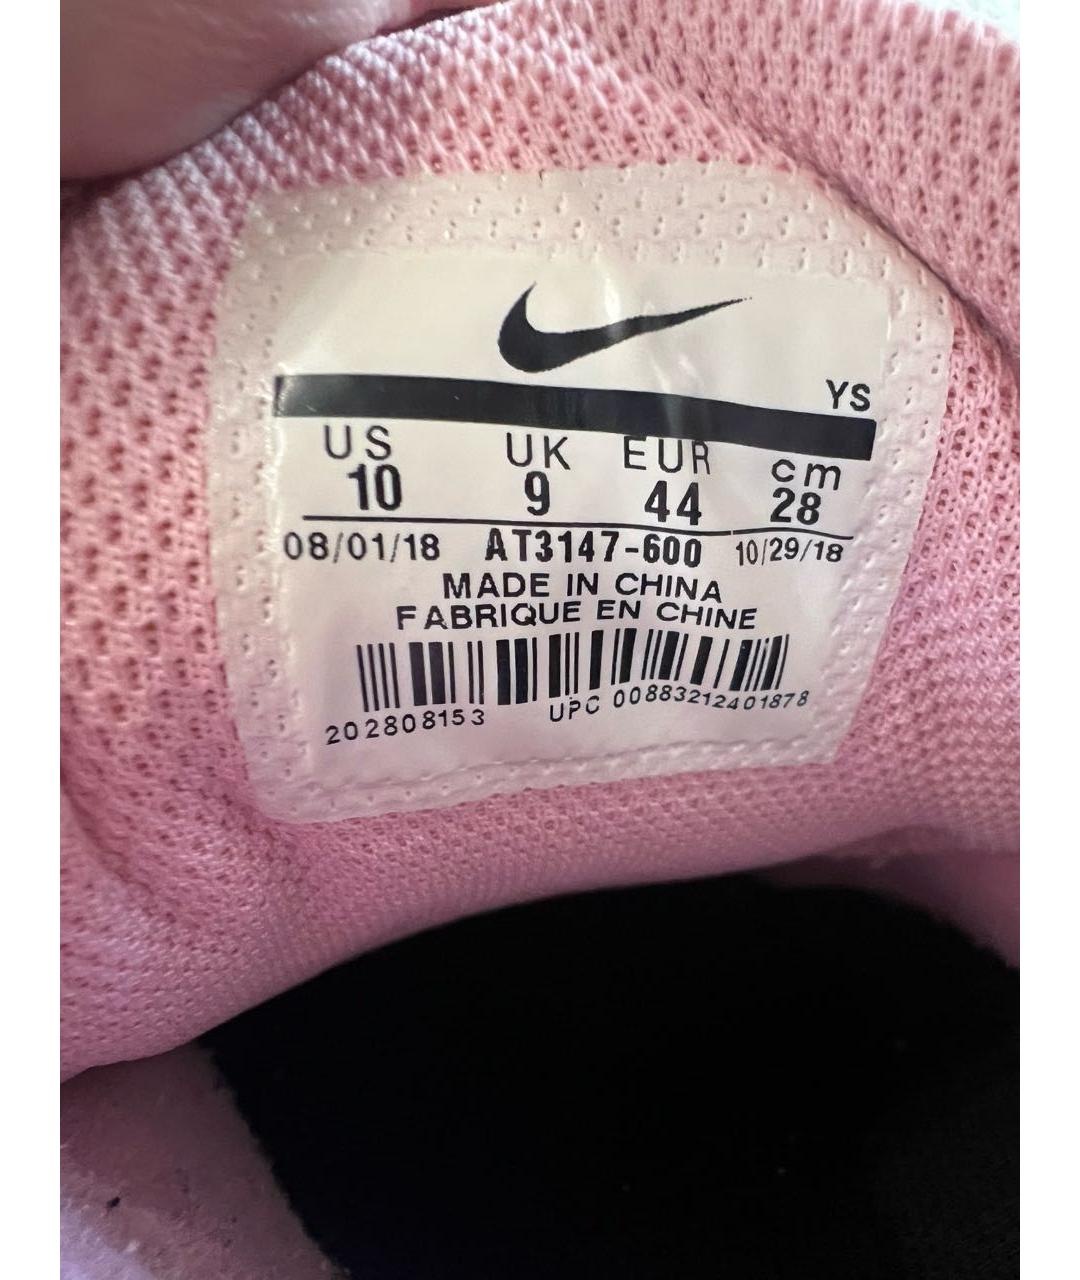 YS
US UK EUR cm
10 9 44 28
08/01/18 AT3147-600 10/29/18
MADE IN CHINA
FABRIQUE EN CHINE
202808153 UPC 00883212401878